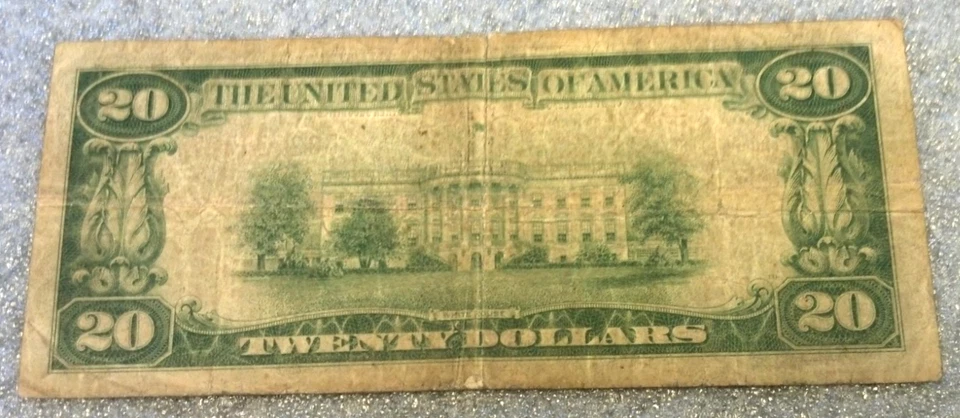 20 THE UNITED STATES OF AMERICA 20
20 TWENTY DOLLARS 20